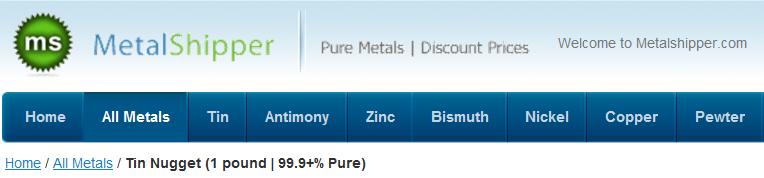 ms MetalShipper Pure Metals | Discount Prices Welcome to Metalshipper.com
Home All Metals Tin Antimony Zinc Bismuth Nickel Copper Pewter
Home / All Metals / Tin Nugget (1 pound | 99.9+% Pure)